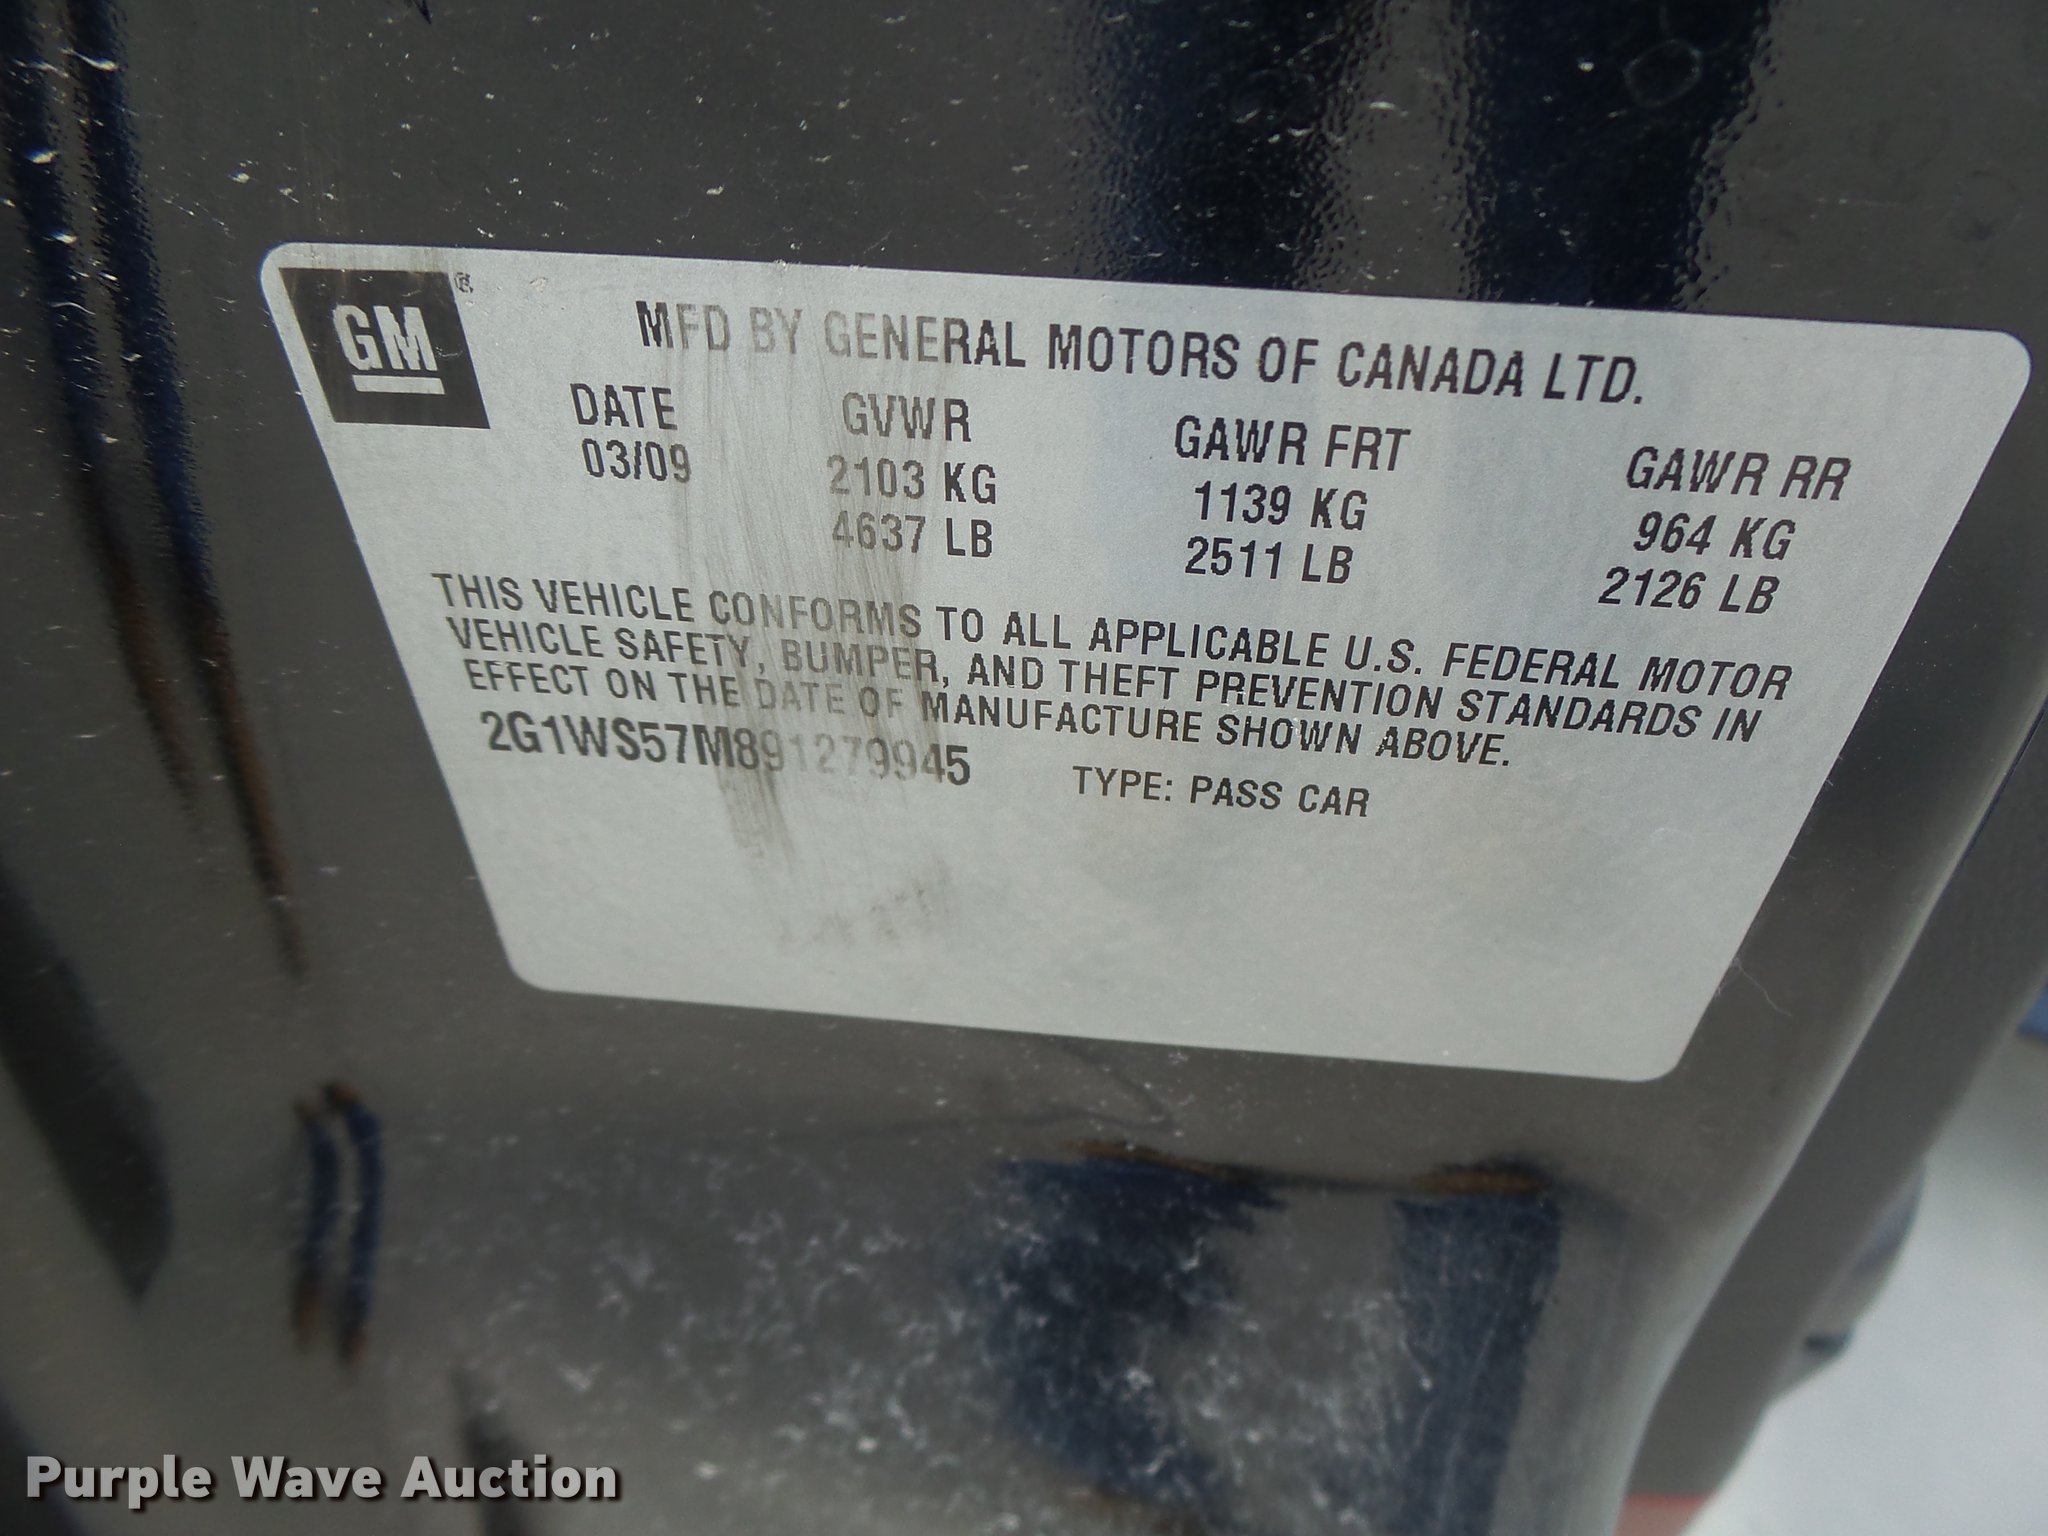 GM®
MFD BY GENERAL MOTORS OF CANADA LTD.
DATE GVWR GAWR FRT GAWR RR
03/09 2103 KG 1139 KG 964 KG
4637 LB 2511 LB 2126 LB
THIS VEHICLE CONFORMS TO ALL APPLICABLE U.S. FEDERAL MOTOR
VEHICLE SAFETY, BUMPER, AND THEFT PREVENTION STANDARDS IN
EFFECT ON THE DATE OF MANUFACTURE SHOWN ABOVE.
2G1WS57M891279945 TYPE: PASS CAR
Purple Wave Auction